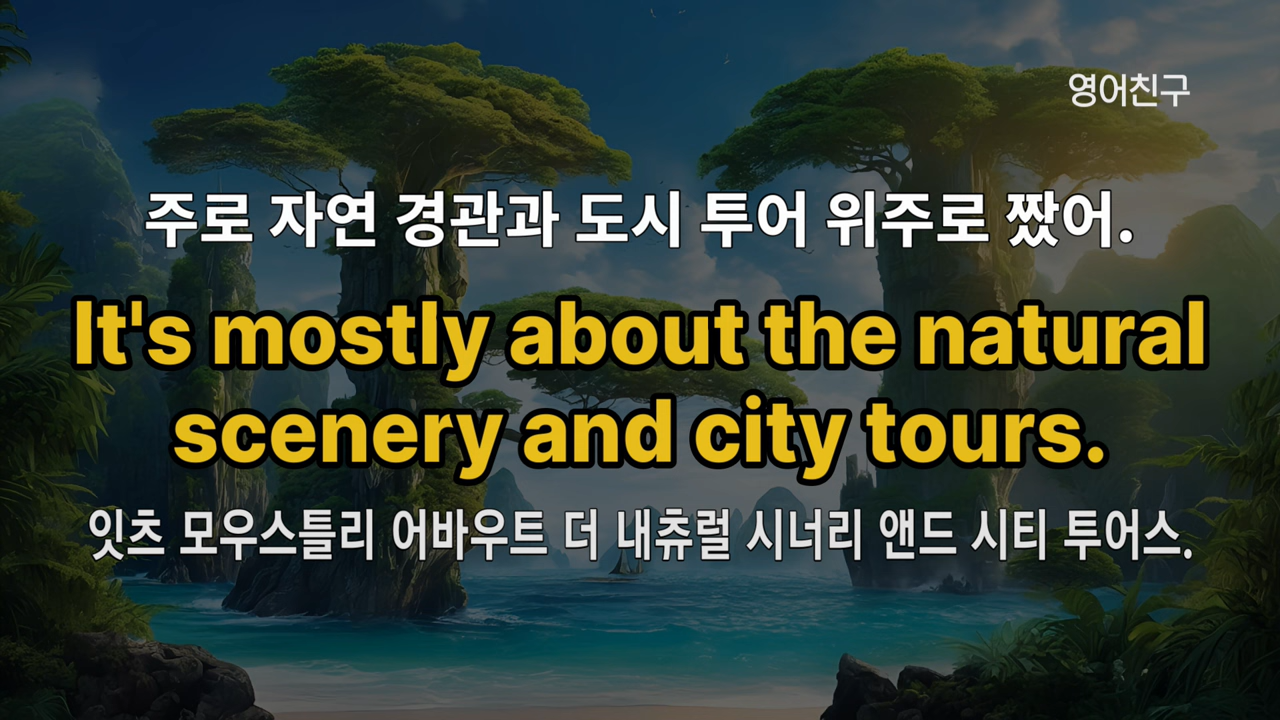 영어친구
주로 자연 경관과 도시 투어 위주로 짰어.
It's mostly about the natural
scenery and city tours.
잇츠 모우스틀리 어바우트 더 내츄럴 시너리 앤드 시티 투어스.